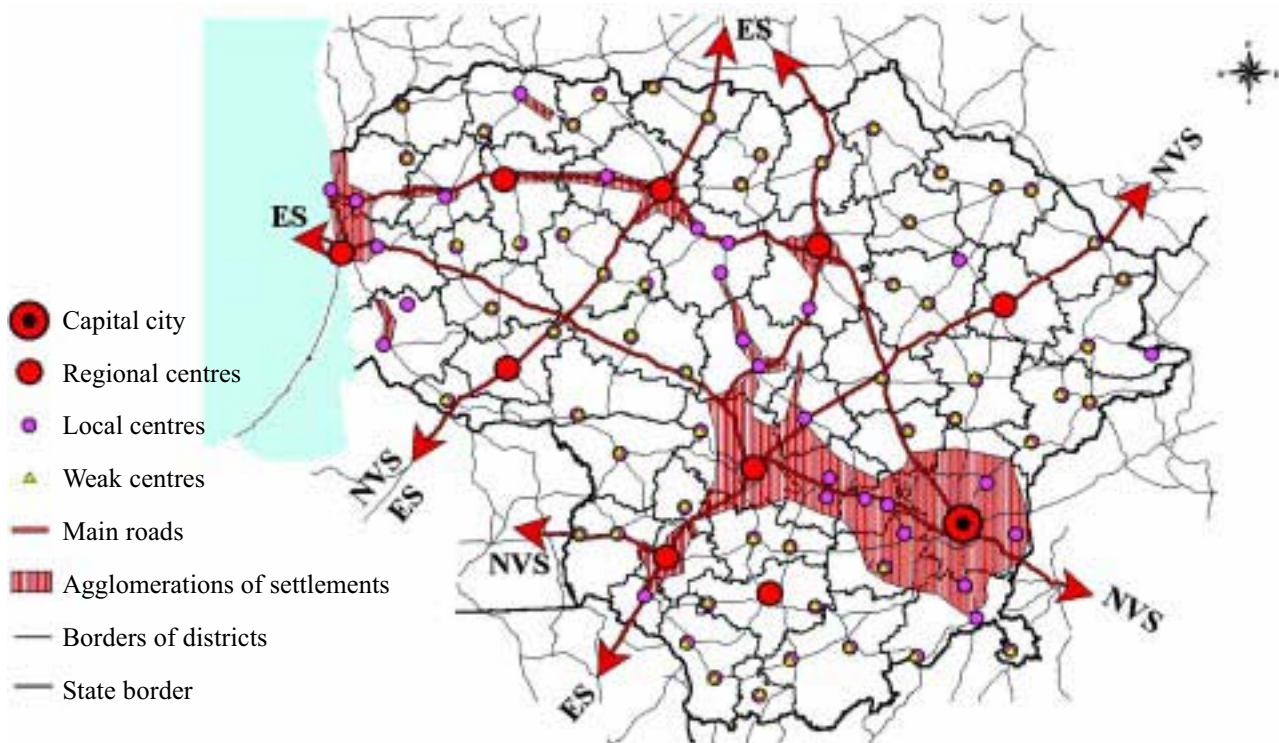 ES
NVS
ES
Capital city
Regional centres
Local centres
Weak centres
Main roads
Agglomerations of settlements
Borders of districts
State border
NVS
ES
NVS
NVS
ES